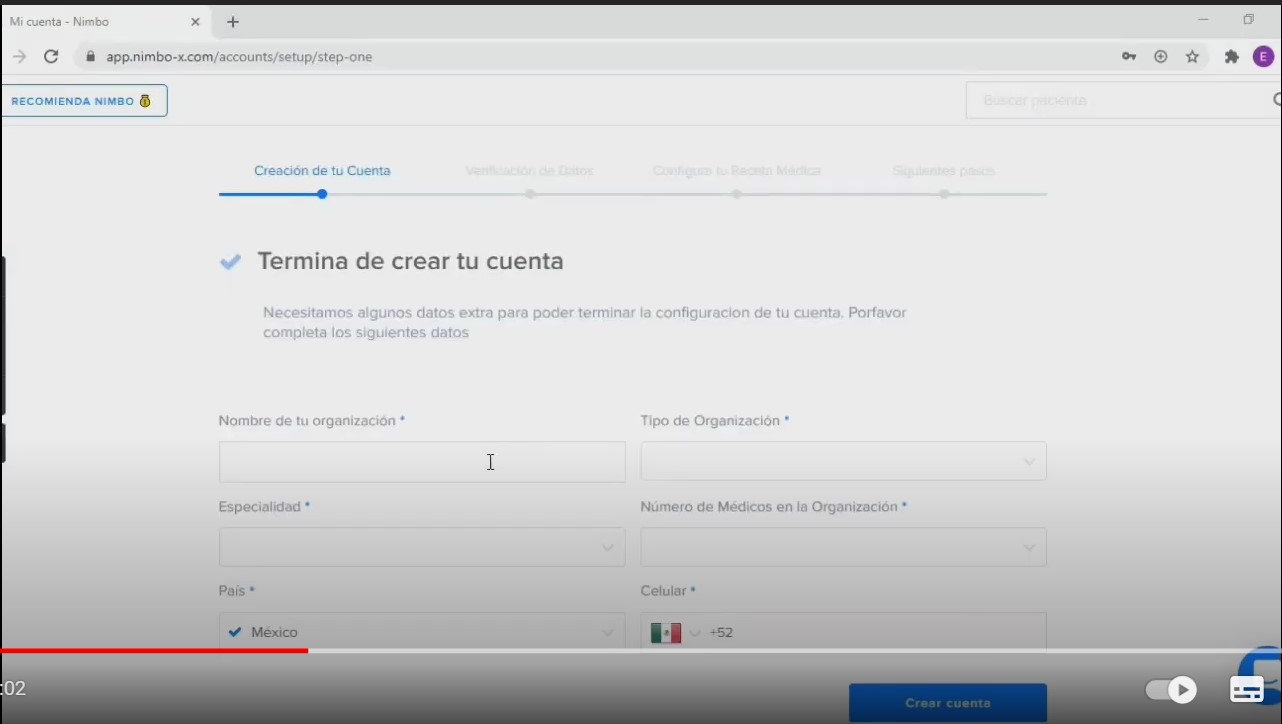 Mi cuenta - Nimbo
app.nimbo-x.com/accounts/setup/step-one
E
RECOMIENDA NIMBO
Buscar paciente
Creación de tu Cuenta
Verificación de Datos
Configura tu Receta Médica
Siguientes pasos
Termina de crear tu cuenta
Necesitamos algunos datos extra para poder terminar la configuracion de tu cuenta. Porfavor
completa los siguientes datos
Nombre de tu organización *
Tipo de Organización *
Especialidad *
Número de Médicos en la Organización *
País *
Celular *
México
+52
:02
Crear cuenta